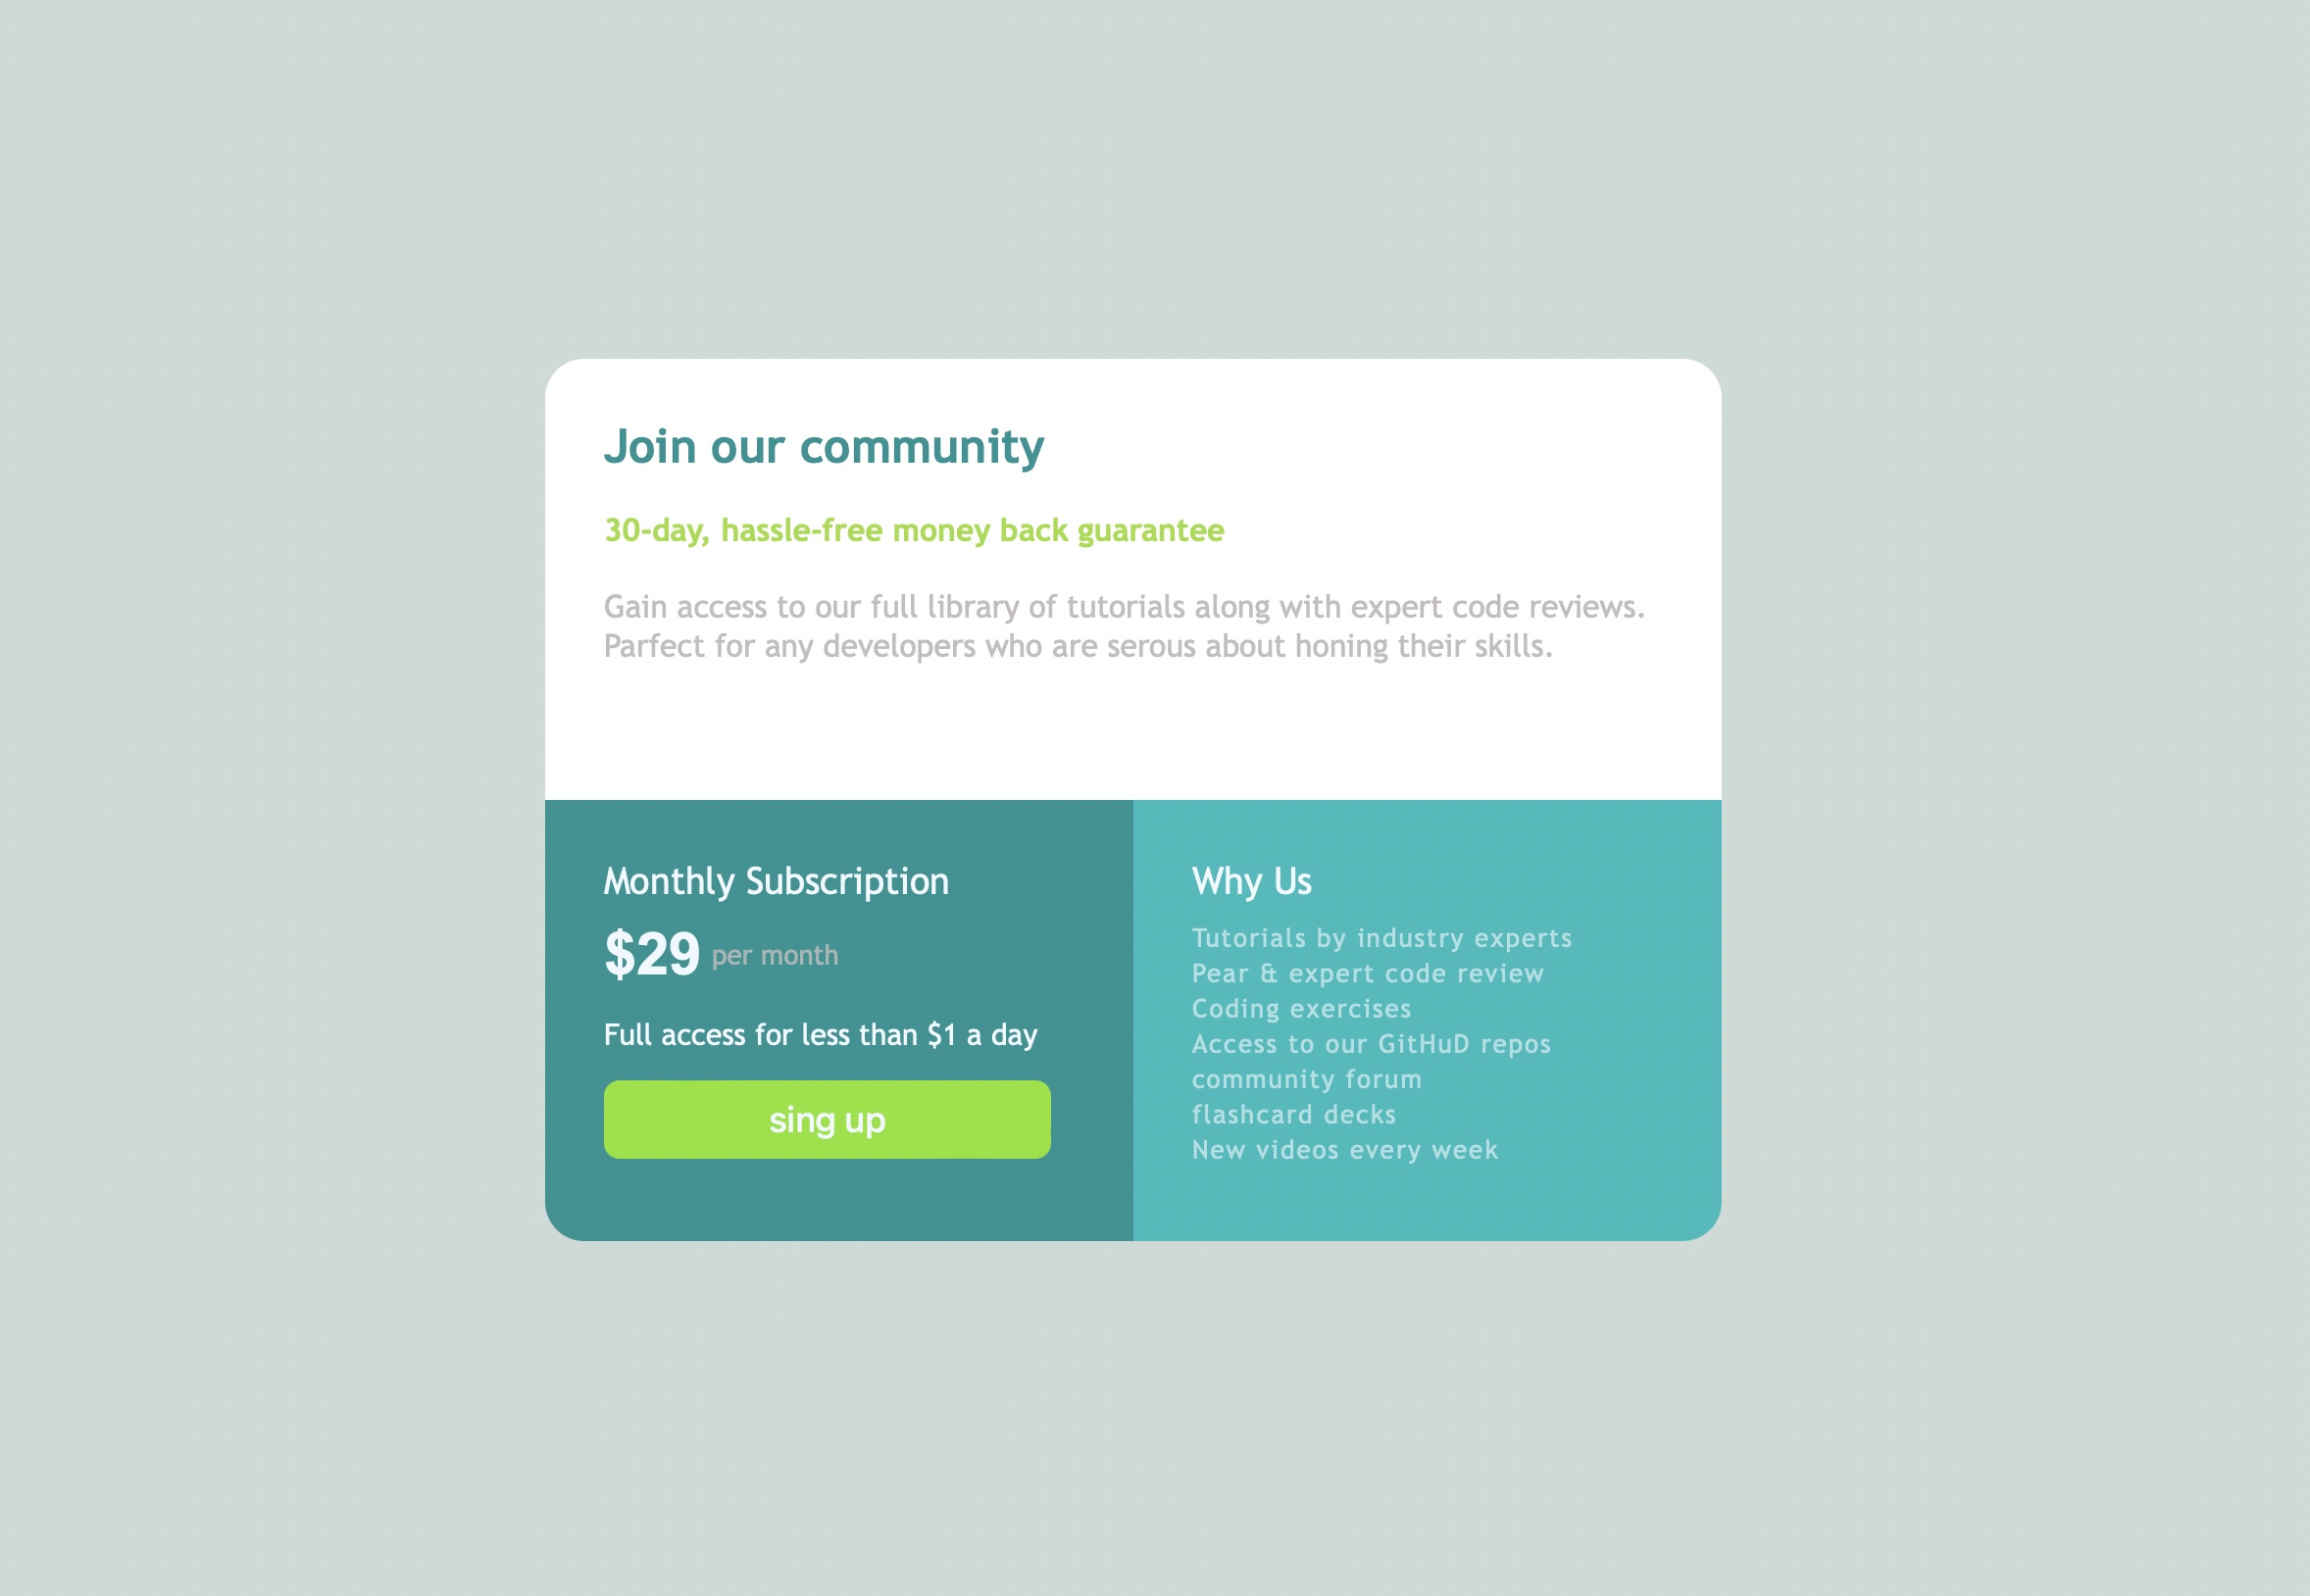 Join our community
30-day, hassle-free money back guarantee
Gain access to our full library of tutorials along with expert code reviews.
Parfect for any developers who are serous about honing their skills.
Monthly Subscription
$29 per month
Full access for less than $1 a day
sing up
Why Us
Tutorials by industry experts
Pear & expert code review
Coding exercises
Access to our GitHuD repos
community forum
flashcard decks
New videos every week